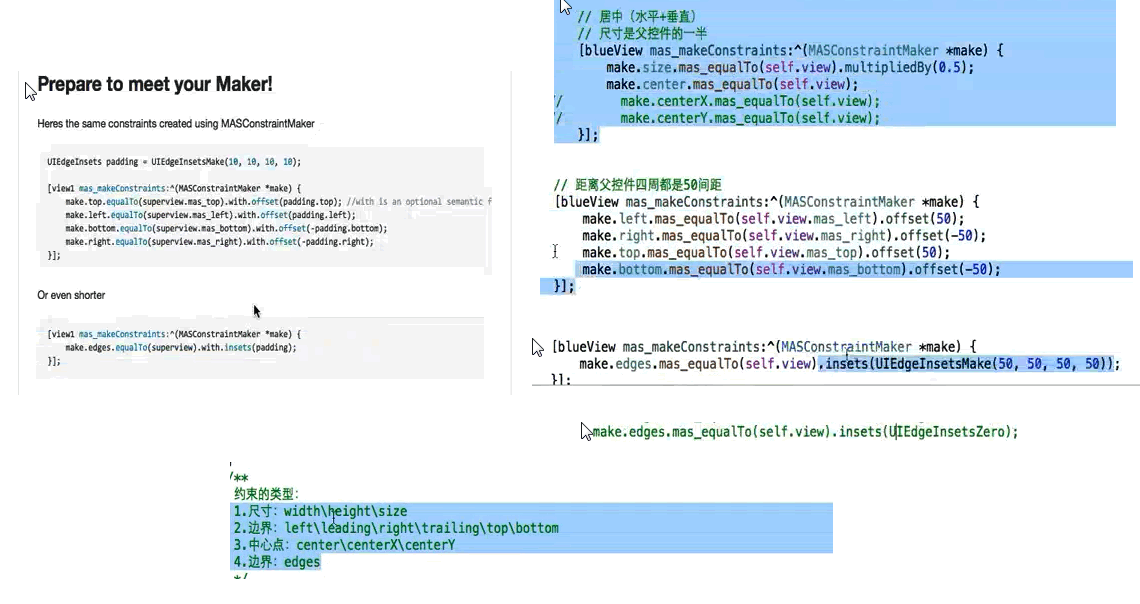 Prepare to meet your Maker!
Heres the same constraints created using MASConstraintMaker
UIEdgeInsets padding = UIEdgeInsetsMake(10, 10, 10, 10);
[view1 mas_makeConstraints:^(MASConstraintMaker *make) {
make.top.equalTo(superview.mas_top).with.offset(padding.top); //with is an optional semantic f
make.left.equalTo(superview.mas_left).with.offset(padding.left);
make.bottom.equalTo(superview.mas_bottom).with.offset(-padding.bottom);
make.right.equalTo(superview.mas_right).with.offset(-padding.right);
}];
Or even shorter
[view1 mas_makeConstraints:^(MASConstraintMaker *make) {
make.edges.equalTo(superview).with.insets(padding);
}];
// 居中（水平+垂直）
// 尺寸是父控件的一半
[blueView mas_makeConstraints:^(MASConstraintMaker *make) {
make.size.mas_equalTo(self.view).multipliedBy(0.5);
make.center.mas_equalTo(self.view);
// make.centerX.mas_equalTo(self.view);
// make.centerY.mas_equalTo(self.view);
}];
// 距离父控件四周都是50间距
[blueView mas_makeConstraints:^(MASConstraintMaker *make) {
make.left.mas_equalTo(self.view.mas_left).offset(50);
make.right.mas_equalTo(self.view.mas_right).offset(-50);
make.top.mas_equalTo(self.view.mas_top).offset(50);
make.bottom.mas_equalTo(self.view.mas_bottom).offset(-50);
}];
[blueView mas_makeConstraints:^(MASConstraintMaker *make) {
make.edges.mas_equalTo(self.view).insets(UIEdgeInsetsMake(50, 50, 50, 50));
}];
make.edges.mas_equalTo(self.view).insets(UIEdgeInsetsZero);
/**
约束的类型：
1.尺寸：width\height\size
2.边界：left\leading\right\trailing\top\bottom
3.中心点：center\centerX\centerY
4.边界：edges
*/